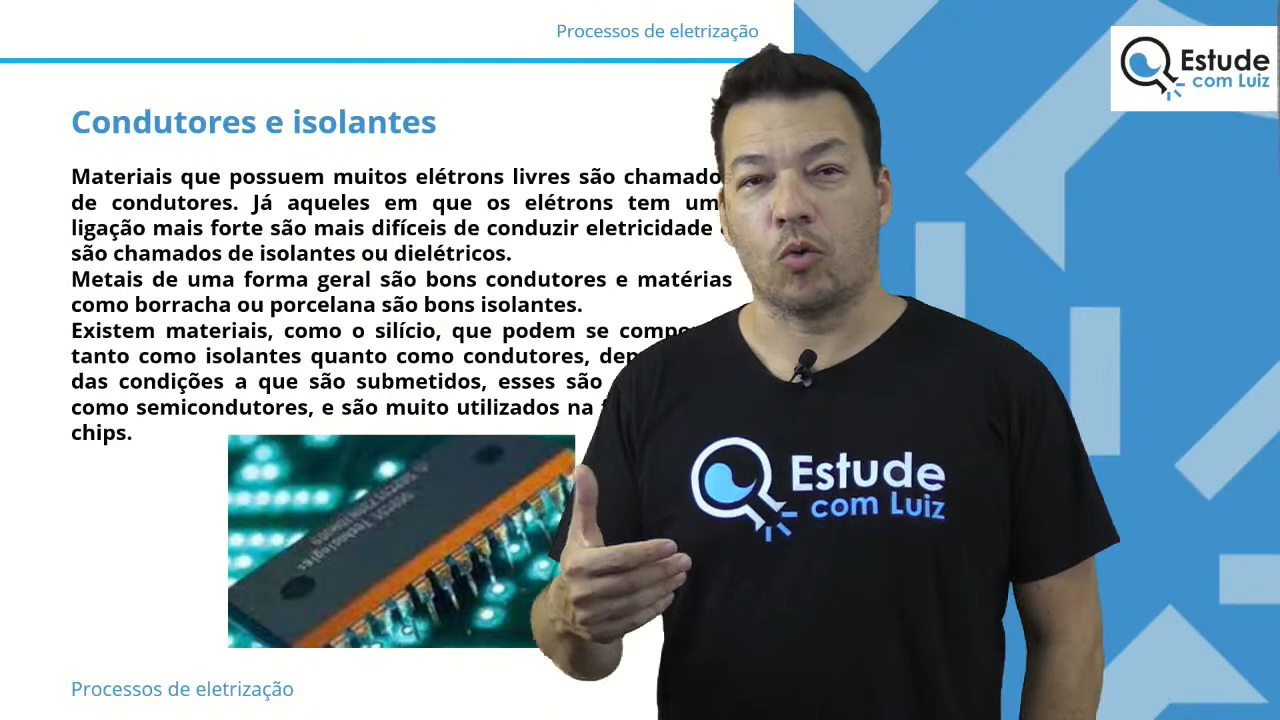 Processos de eletrização
Estude
com Luiz
Condutores e isolantes
Materiais que possuem muitos elétrons livres são
de condutores. Já aqueles em que os elétrons tem
ligação mais forte são mais difíceis de conduzir eletricidade
são chamados de isolantes ou dielétricos.
Metais de uma forma geral são bons condutores e matérias
como borracha ou porcelana são bons isolantes.
Existem materiais, como o silício, que podem se
tanto como isolantes quanto como condutores,
das condições a que são submetidos, esses são
como semicondutores, e são muito utilizados na
chips.
Estude
com Luiz
Processos de eletrização